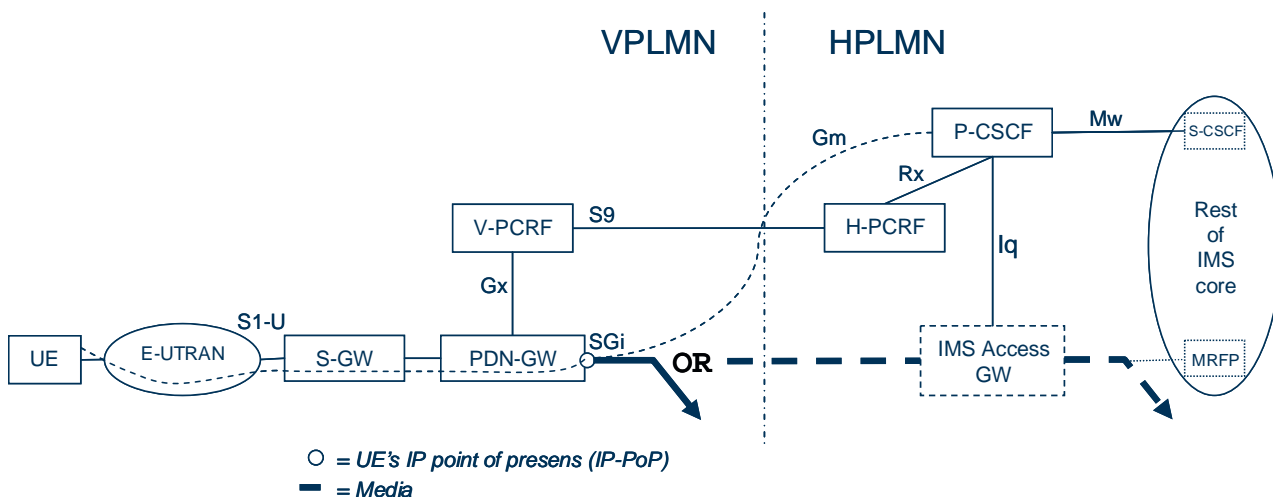 VPLMN
HPLMN
P-CSCF
Mw
S-CSCF
Gm
Rx
V-PCRF
S9
H-PCRF
Iq
Rest
of
IMS
core
Gx
S1-U
SGi
UE
E-UTRAN
S-GW
PDN-GW
OR
IMS Access
GW
MRFP
= UE's IP point of presens (IP-PoP)
= Media